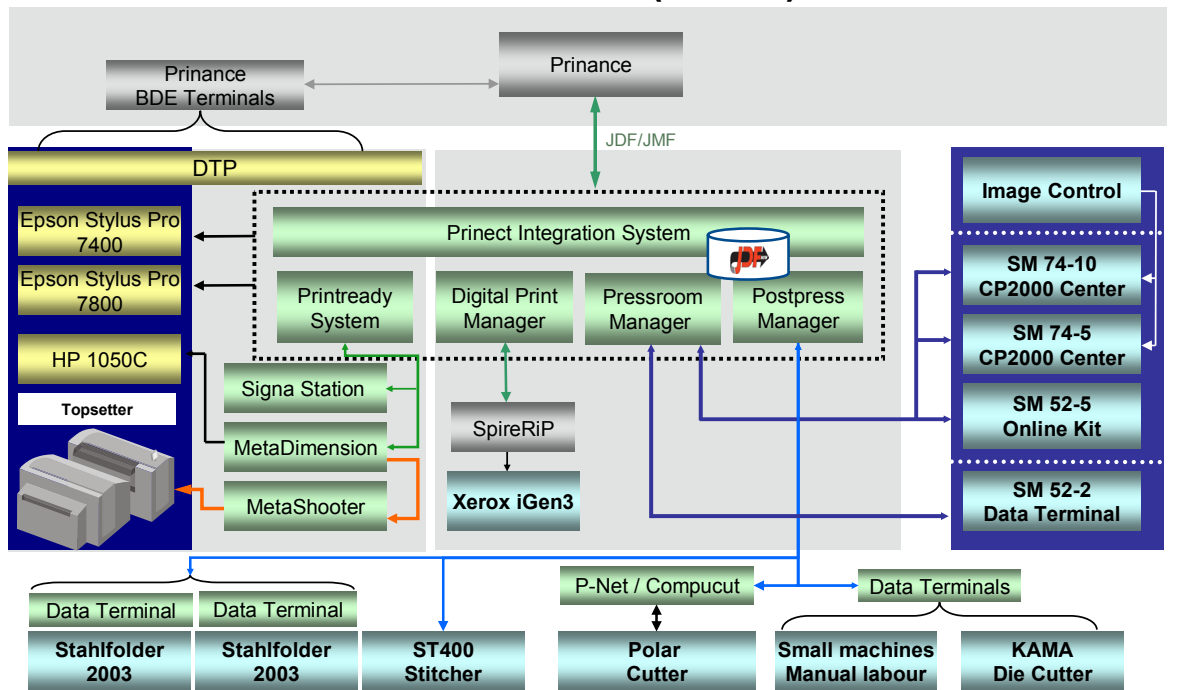 Prinance
Prinance
BDE Terminals
JDF/JMF
DTP
Epson Stylus Pro
7400
Epson Stylus Pro
7800
HP 1050C
Topsetter
Prinect Integration System
JDF
Printready
System
Digital Print
Manager
Pressroom
Manager
Postpress
Manager
Signa Station
MetaDimension
MetaShooter
SpireRiP
Xerox iGen3
Image Control
SM 74-10
CP2000 Center
SM 74-5
CP2000 Center
SM 52-5
Online Kit
SM 52-2
Data Terminal
Data Terminal
Data Terminal
P-Net / Compucut
Data Terminals
Stahlfolder
2003
Stahlfolder
2003
ST400
Stitcher
Polar
Cutter
Small machines
Manual labour
KAMA
Die Cutter